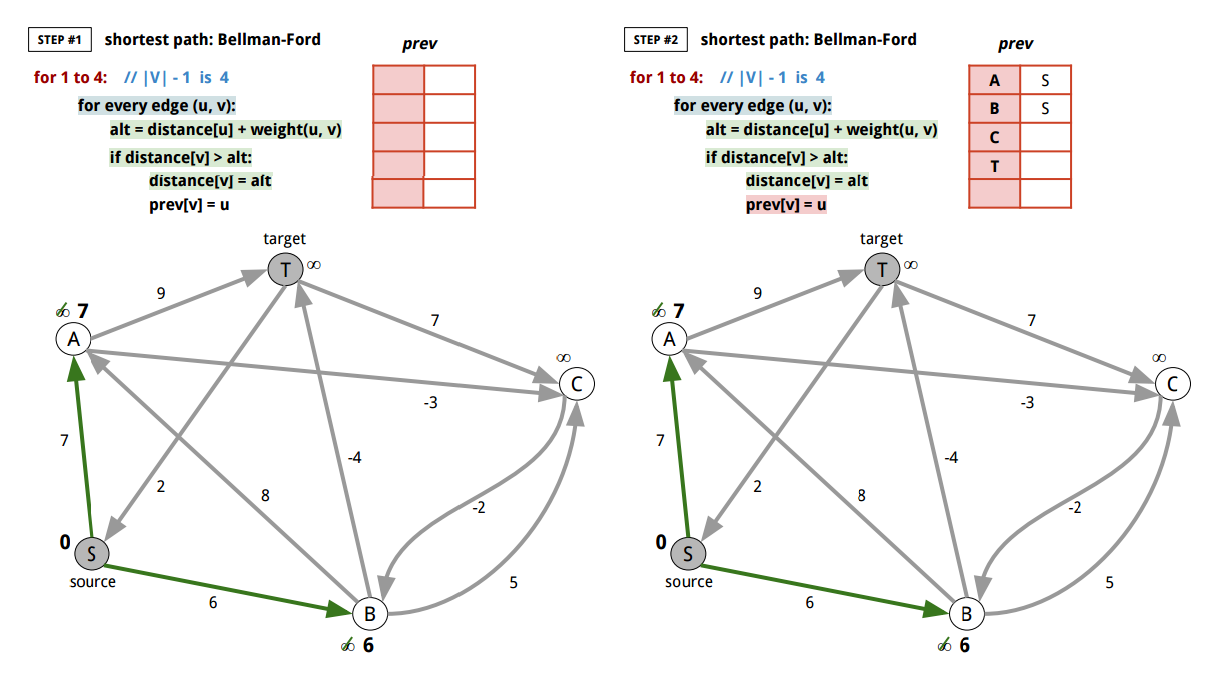 STEP #1 shortest path: Bellman-Ford
prev
for 1 to 4: // |V| - 1 is 4
for every edge (u, v):
alt = distance[u] + weight(u, v)
if distance[v] > alt:
distance[v] = alt
prev[v] = u
target
T ∞
9
∞ 7
A
7
∞
C
-3
7
-4
2
8
-2
0
S
source
5
6
B
∞ 6
STEP #2 shortest path: Bellman-Ford
prev
for 1 to 4: // |V| - 1 is 4
A S
for every edge (u, v):
B S
alt = distance[u] + weight(u, v)
C
if distance[v] > alt:
T
distance[v] = alt
prev[v] = u
target
T ∞
9
∞ 7
A
7
∞
C
-3
7
-4
2
8
-2
0
S
source
5
6
B
∞ 6